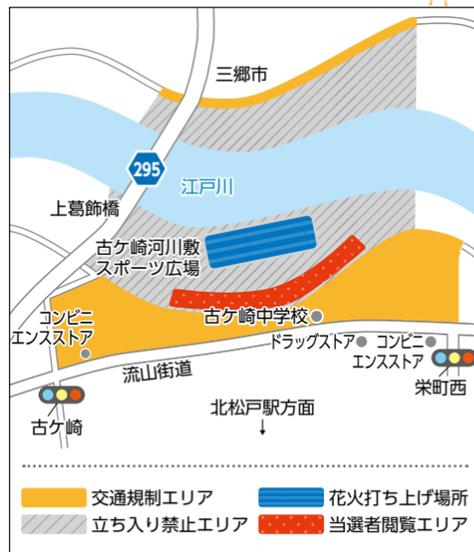 三郷市
295
江戸川
上葛飾橋
古ケ崎河川敷
スポーツ広場
コンビニ
エンスストア
古ケ崎中学校
ドラッグストア
コンビニ
エンスストア
流山街道
栄町西
古ケ崎
北松戸駅方面
↓
交通規制エリア
花火打ち上げ場所
立ち入り禁止エリア
当選者閲覧エリア